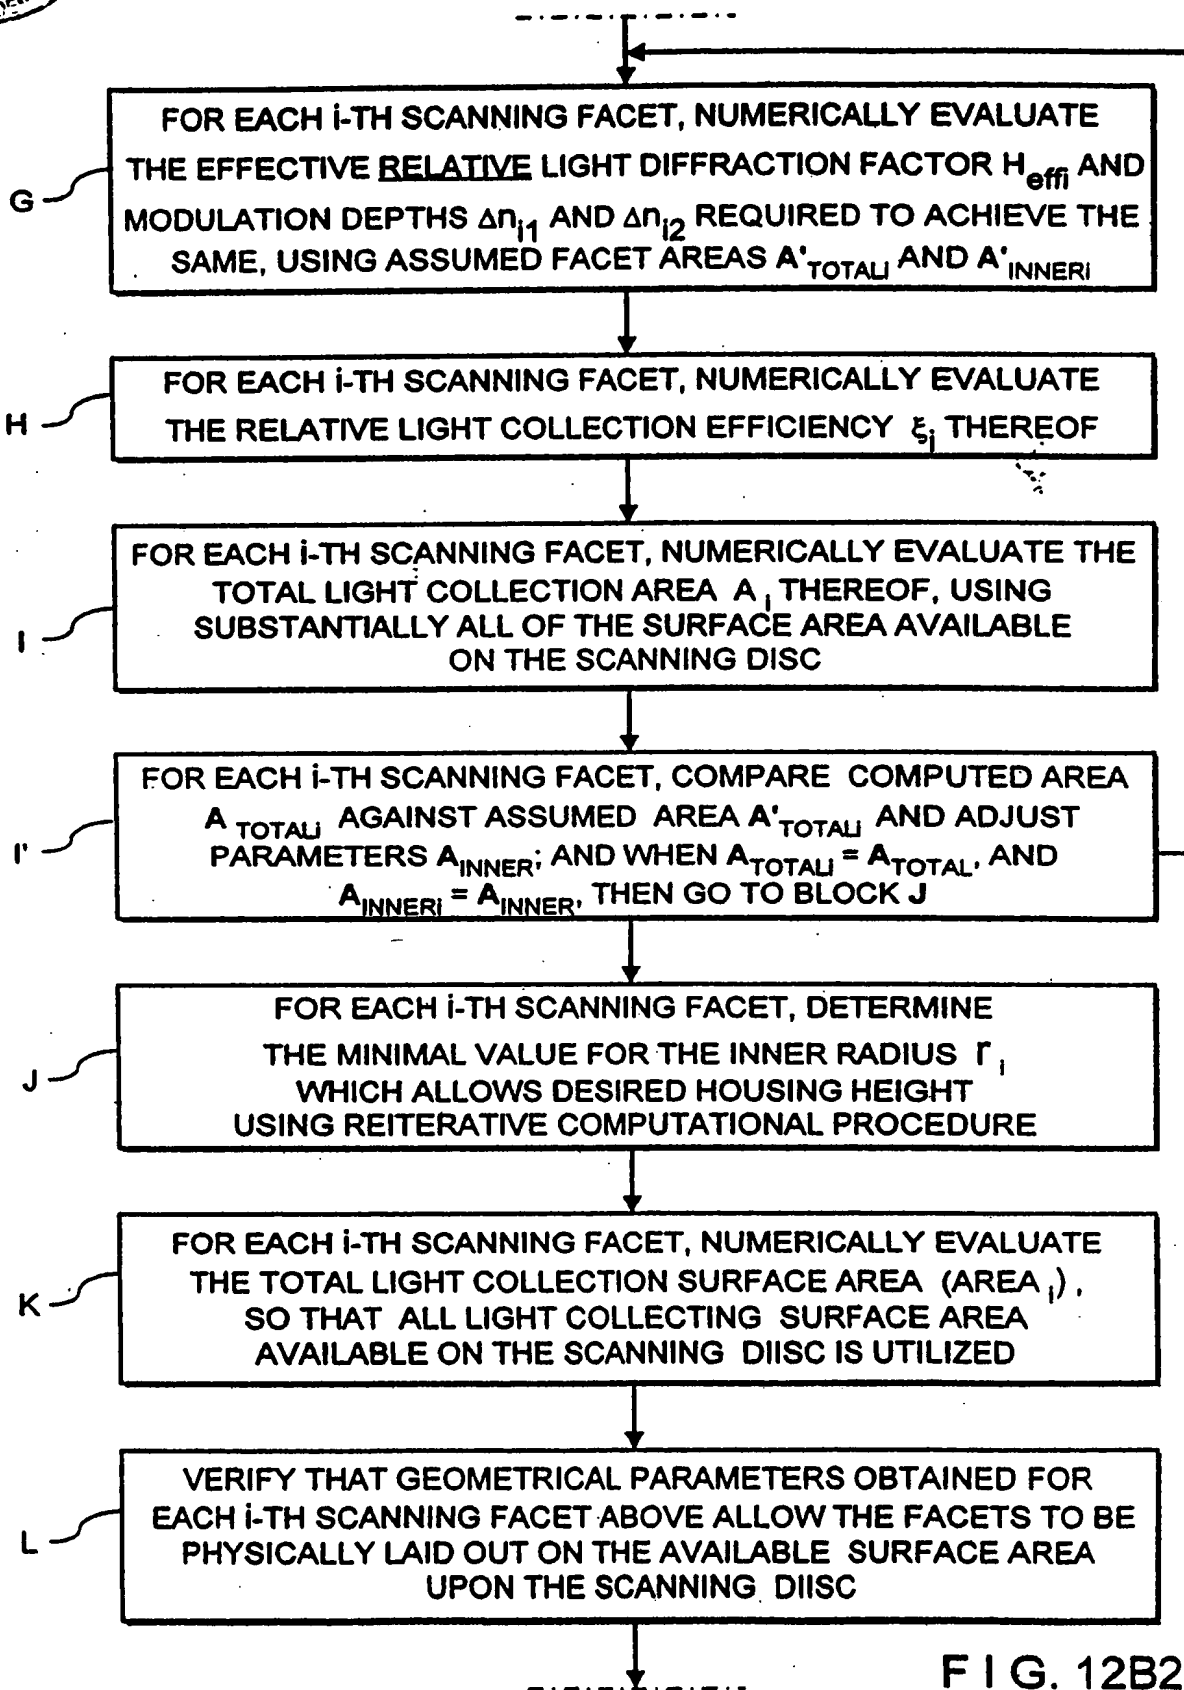 FOR EACH i-TH SCANNING FACET, NUMERICALLY EVALUATE
THE EFFECTIVE RELATIVE LIGHT DIFFRACTION FACTOR Heffi AND
MODULATION DEPTHS Δni1 AND Δni2 REQUIRED TO ACHIEVE THE
SAME, USING ASSUMED FACET AREAS A'TOTALi AND A'INNERi
G
FOR EACH i-TH SCANNING FACET, NUMERICALLY EVALUATE
THE RELATIVE LIGHT COLLECTION EFFICIENCY ξi THEREOF
H
FOR EACH i-TH SCANNING FACET, NUMERICALLY EVALUATE THE
TOTAL LIGHT COLLECTION AREA Ai THEREOF, USING
SUBSTANTIALLY ALL OF THE SURFACE AREA AVAILABLE
ON THE SCANNING DISC
I
FOR EACH i-TH SCANNING FACET, COMPARE COMPUTED AREA
ATOTALi AGAINST ASSUMED AREA A'TOTALi AND ADJUST
PARAMETERS AINNER; AND WHEN ATOTALi = ATOTAL, AND
AINNERi = AINNER, THEN GO TO BLOCK J
I'
FOR EACH i-TH SCANNING FACET, DETERMINE
THE MINIMAL VALUE FOR THE INNER RADIUS ri
WHICH ALLOWS DESIRED HOUSING HEIGHT
USING REITERATIVE COMPUTATIONAL PROCEDURE
J
FOR EACH i-TH SCANNING FACET, NUMERICALLY EVALUATE
THE TOTAL LIGHT COLLECTION SURFACE AREA (AREAi),
SO THAT ALL LIGHT COLLECTING SURFACE AREA
AVAILABLE ON THE SCANNING DIISC IS UTILIZED
K
VERIFY THAT GEOMETRICAL PARAMETERS OBTAINED FOR
EACH i-TH SCANNING FACET ABOVE ALLOW THE FACETS TO BE
PHYSICALLY LAID OUT ON THE AVAILABLE SURFACE AREA
UPON THE SCANNING DIISC
L
FIG. 12B2